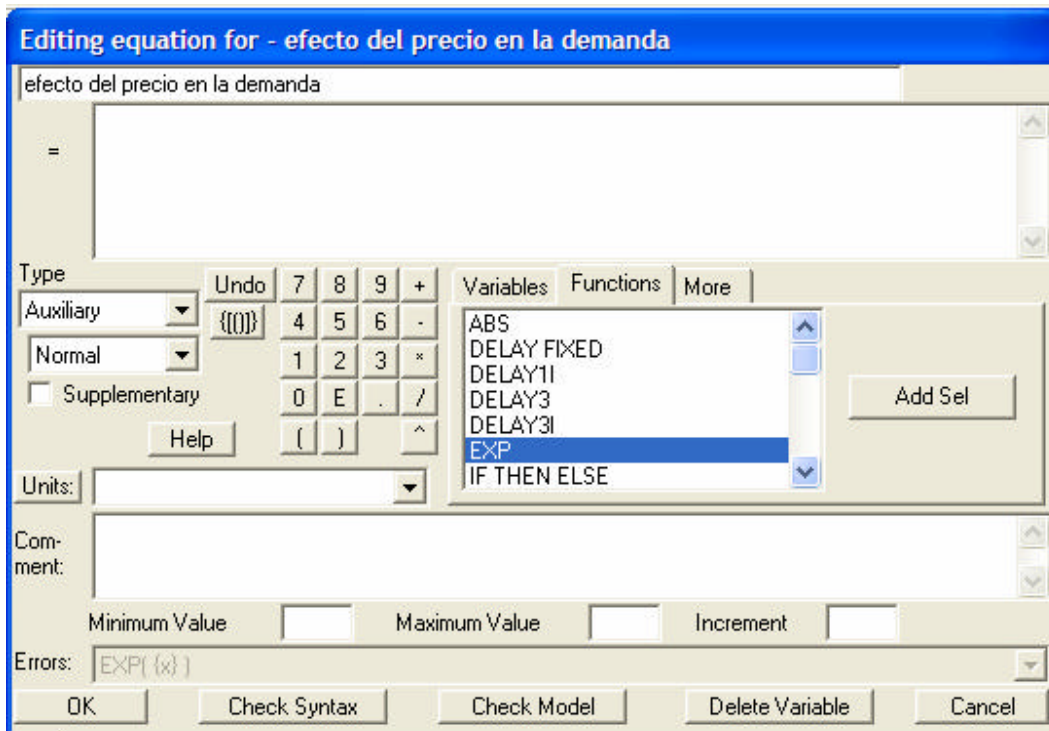 Editing equation for - efecto del precio en la demanda
efecto del precio en la demanda
=
Type
Undo 7 8 9 +
Variables Functions More
Auxiliary
{[()]} 4 5 6 -
ABS
DELAY FIXED
DELAY1I
DELAY3
DELAY3I
EXP
IF THEN ELSE
Normal
1 2 3 *
Supplementary
0 E . /
Add Sel
Help
( ) ^
Units:
Com-
ment:
Minimum Value Maximum Value Increment
Errors: EXP( {x} )
OK Check Syntax Check Model Delete Variable Cancel